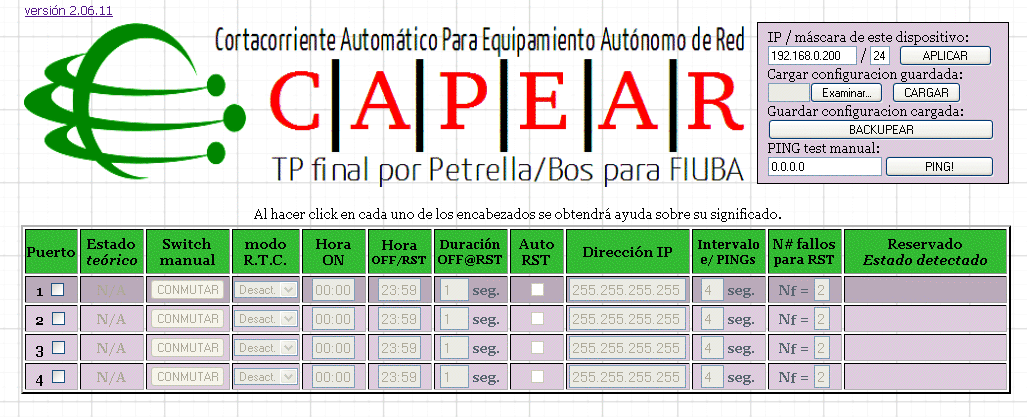 versión 2.06.11
Cortacorriente Automático Para Equipamiento Autónomo de Red
C|A|P|E|A|R
TP final por Petrella/Bos para FIUBA
IP / máscara de este dispositivo:
192.168.0.200 / 24 APLICAR
Cargar configuracion guardada:
Examinar... CARGAR
Guardar configuracion cargada:
BACKUPEAR
PING test manual:
0.0.0.0 PING!
Al hacer click en cada uno de los encabezados se obtendrá ayuda sobre su significado.
Puerto Estado teórico Switch manual modo R.T.C. Hora ON Hora OFF/RST Duración OFF@RST Auto RST Dirección IP Intervalo e/ PINGs N# fallos para RST Reservado Estado detectado
1 N/A CONMUTAR Desact. 00:00 23:59 1 seg. 255.255.255.255 4 seg. Nf = 2
2 N/A CONMUTAR Desact. 00:00 23:59 1 seg. 255.255.255.255 4 seg. Nf = 2
3 N/A CONMUTAR Desact. 00:00 23:59 1 seg. 255.255.255.255 4 seg. Nf = 2
4 N/A CONMUTAR Desact. 00:00 23:59 1 seg. 255.255.255.255 4 seg. Nf = 2